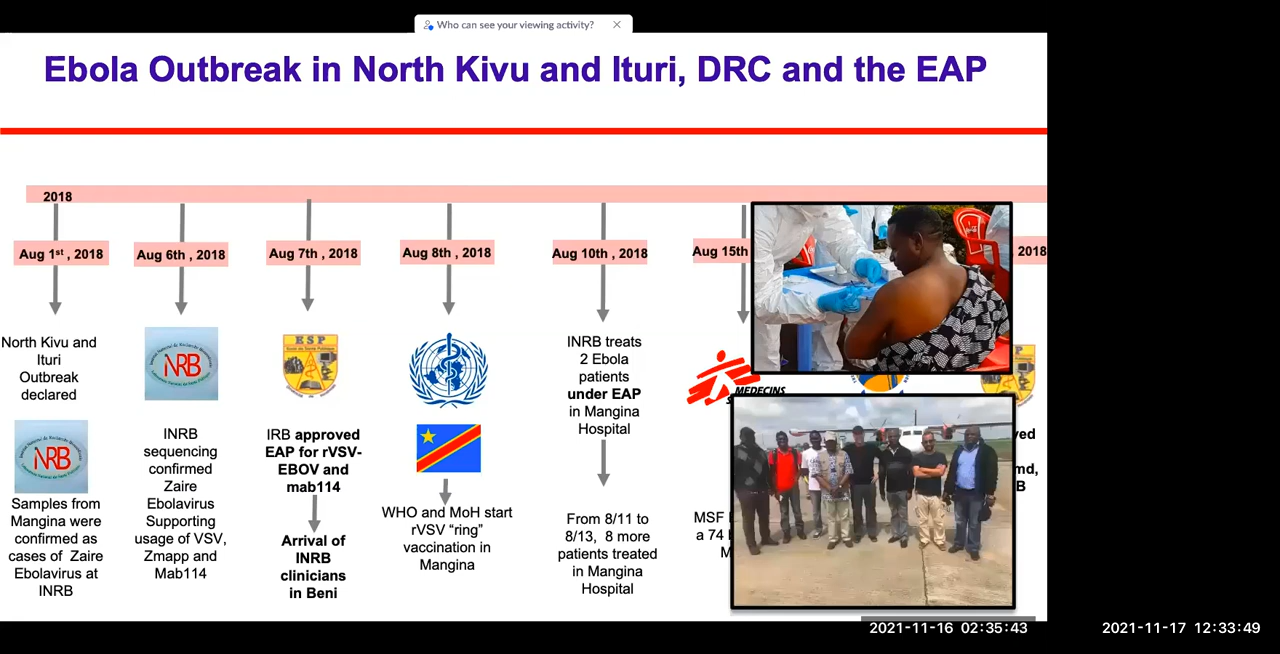 Who can see your viewing activity?
Ebola Outbreak in North Kivu and Ituri, DRC and the EAP
2018
Aug 1st , 2018
Aug 6th , 2018
Aug 7th , 2018
Aug 8th , 2018
Aug 10th , 2018
Aug 15th
2018
North Kivu and
Ituri
Outbreak
declared
INRB
Samples from
Mangina were
confirmed as
cases of Zaire
Ebolavirus at
INRB
INRB
INRB
sequencing
confirmed
Zaire
Ebolavirus
Supporting
usage of VSV,
Zmapp and
Mab114
ESP
IRB approved
EAP for rVSV-
EBOV and
mab114
Arrival of
INRB
clinicians
in Beni
WHO and MoH start
rVSV “ring”
vaccination in
Mangina
INRB treats
2 Ebola
patients
under EAP
in Mangina
Hospital
From 8/11 to
8/13, 8 more
patients treated
in Mangina
Hospital
MEDECINS
MSF
a 74
2021-11-16 02:35:43
2021-11-17 12:33:49